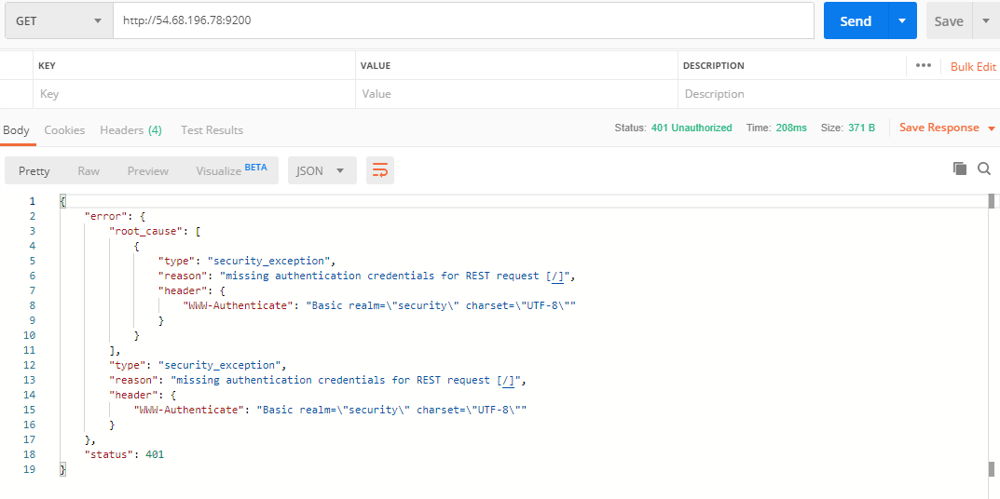 GET http://54.68.196.78:9200 Send Save
KEY VALUE DESCRIPTION ••• Bulk Edit
Key Value Description
Body Cookies Headers (4) Test Results Status: 401 Unauthorized Time: 208ms Size: 371 B Save Response
Pretty Raw Preview Visualize BETA JSON
1 {
2 "error": {
3 "root_cause": [
4 {
5 "type": "security_exception",
6 "reason": "missing authentication credentials for REST request [/]",
7 "header": {
8 "WWW-Authenticate": "Basic realm=\"security\" charset=\"UTF-8\""
9 }
10 }
11 ],
12 "type": "security_exception",
13 "reason": "missing authentication credentials for REST request [/]",
14 "header": {
15 "WWW-Authenticate": "Basic realm=\"security\" charset=\"UTF-8\""
16 }
17 },
18 "status": 401
19 }